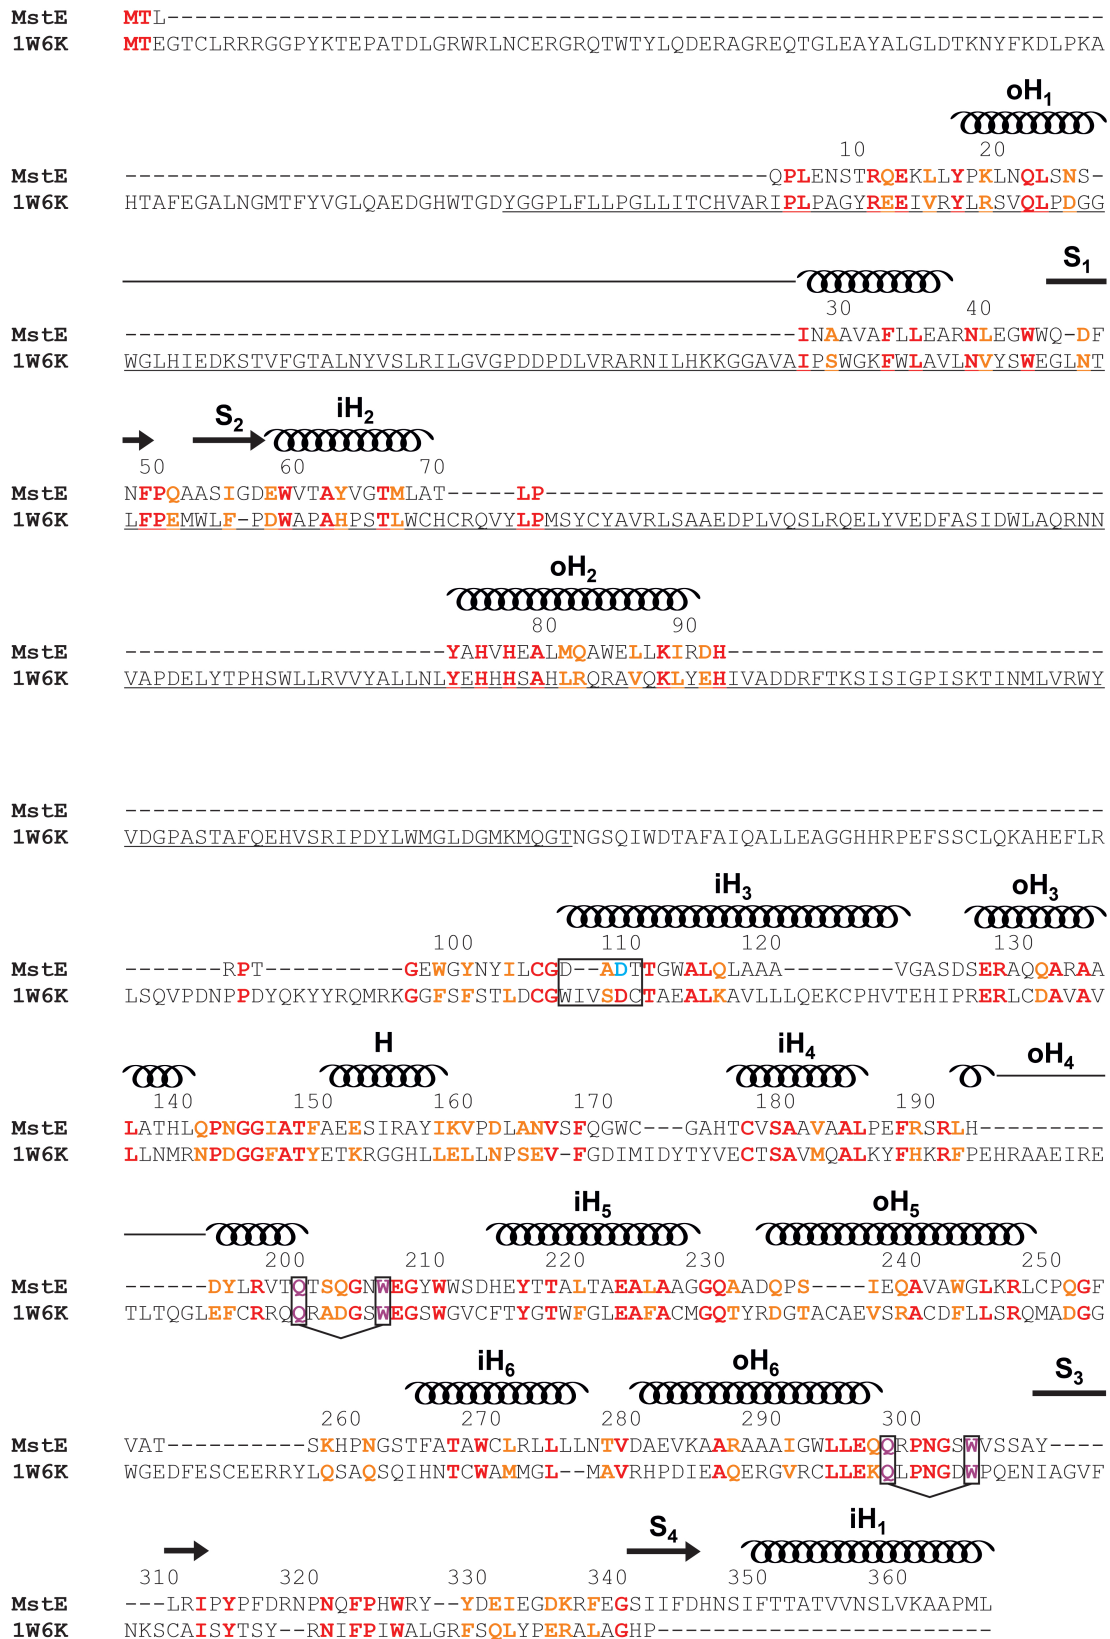 MstE MTL-------------------------------------------------------------------
1W6K MTEGTCLRRRGGPYKTEPATDLGRWRLNCERGRQTWTYLQDERAGREQTGLEAYALGLDTKNYFKDLPKA
oH1
10 20
MstE ----------------------------------------------QPLENSTRQEKLLYPKLNQLSNS-
1W6K HTAFEGALNGMTFYVGLQAEDGHWTGDYGGPLFLLPGLLITCHVARIPLPAGYREEIVRYLRSVQLPDGG
S1
30 40
MstE ------------------------------------------------INAAVAFLLEARNLEGWWQ-DF
1W6K WGLHIEDKSTVFGTALNYVSLRILGVGPDDPDLVRARNILHKKGGAVAIPSWGKFWLAVLNVYSWEGLNT
S2 iH2
50 60 70
MstE NFPQAASIGDEWVTAYVGTMLAT-----LP----------------------------------------
1W6K LFPEMWLF-PDWAPAHPSTLWCHCRQVYLPMSYCYAVRLSAAEDPLVQSLRQELYVEDFASIDWLAQRNN
oH2
80 90
MstE -----------------------YAHVHEALMQAWELLKIRDH---------------------------
1W6K VAPDELYTPHSWLLRVVYALLNLYEHHHSAHLRQRAVQKLYEHIVADDRFTKSISIGPISKTINMLVRWY
MstE ----------------------------------------------------------------------
1W6K VDGPASTAFQEHVSRIPDYLWMGLDGMKMQGTNGSQIWDTAFAIQALLEAGGHHRPEFSSCLQKAHEFLR
iH3 oH3
100 110 120 130
MstE -------RPT----------GEWGYNYILCGD--ADTTGWALQLAAA--------VGASDSERAQQARAA
1W6K LSQVPDNPPDYQKYYRQMRKGGFSFSTLDCGWIVSDCTAEALKAVLLLQEKCPHVTEHIPRERLCDAVAV
H iH4 oH4
140 150 160 170 180 190
MstE LATHLQPNGGIATFAEESIRAYIKVPDLANVSFQGWC---GAHTCVSAAVAALPEFRSRLH---------
1W6K LLNMRNPDGGFATYETKRGGHLLELLNPSEV-FGDIMIDYTYVECTSAVMQALKYFHKRFPEHRAAEIRE
iH5 oH5
200 210 220 230 240 250
MstE ------DYLRVTQTSQGNWEGYWWSDHEYTTALTAEALAAGGQAADQPS----IEQAVAWGLKRLCPQGF
1W6K TLTQGLEFCRRQQRADGSWEGSWGVCFTYGTWFGLEAFACMGQTYRDGTACAEVSRACDFLLSRQMADGG
iH6 oH6 S3
260 270 280 290 300
MstE VAT----------SKHPNGSTFATAWCLRLLLLNTVDAEVKAARAAAIGWLLEQQRPNGSWVSSAY----
1W6K WGEDFESCEERRYLQSAQSQIHNTCWAMMGL--MAVRHPDIEAQERGVRCLLEKQLPNGDWPQENIAGVF
S4 iH1
310 320 330 340 350 360
MstE ---LRIPYPFDRNPNQFPHWRY--YDEIEGDKRFEGSIIFDHNSIFTTATVVNSLVKAAPML
1W6K NKSCAISYTSY--RNIFPIWALGRFSQLYPERALAGHP------------------------